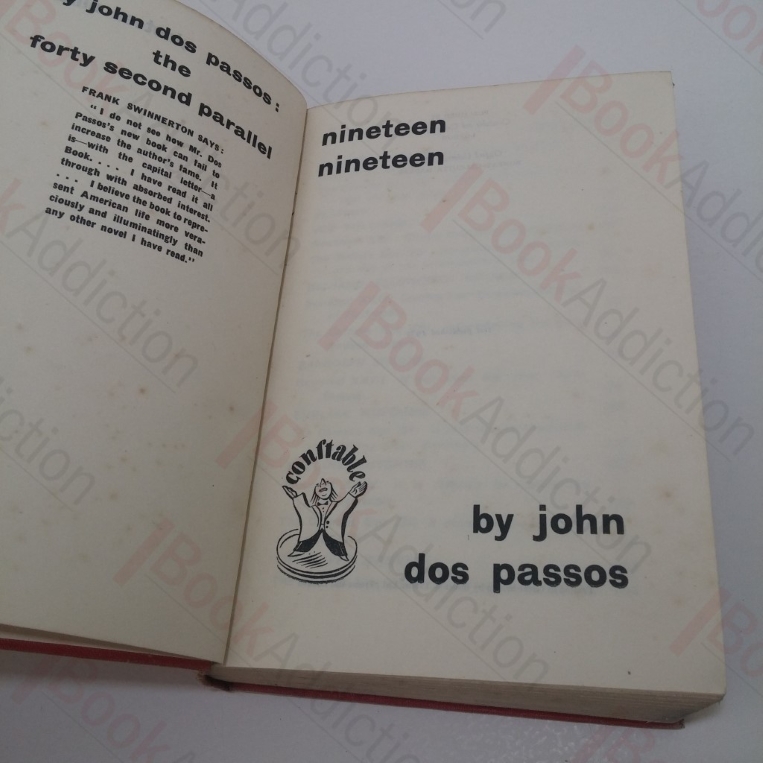 by john dos passos:
the
forty second parallel
FRANK SWINNERTON SAYS:
"I do not see how Mr. Dos
Passos's new book can fail to
increase the author's fame. It
is—with the capital letter—a
Book. . . . I have read it all
through with absorbed interest.
. . . I believe the book to repre-
sent American life more vera-
ciously and illuminatingly than
any other novel I have read."
nineteen
nineteen
conſtable
by john
dos passos
BookAddiction